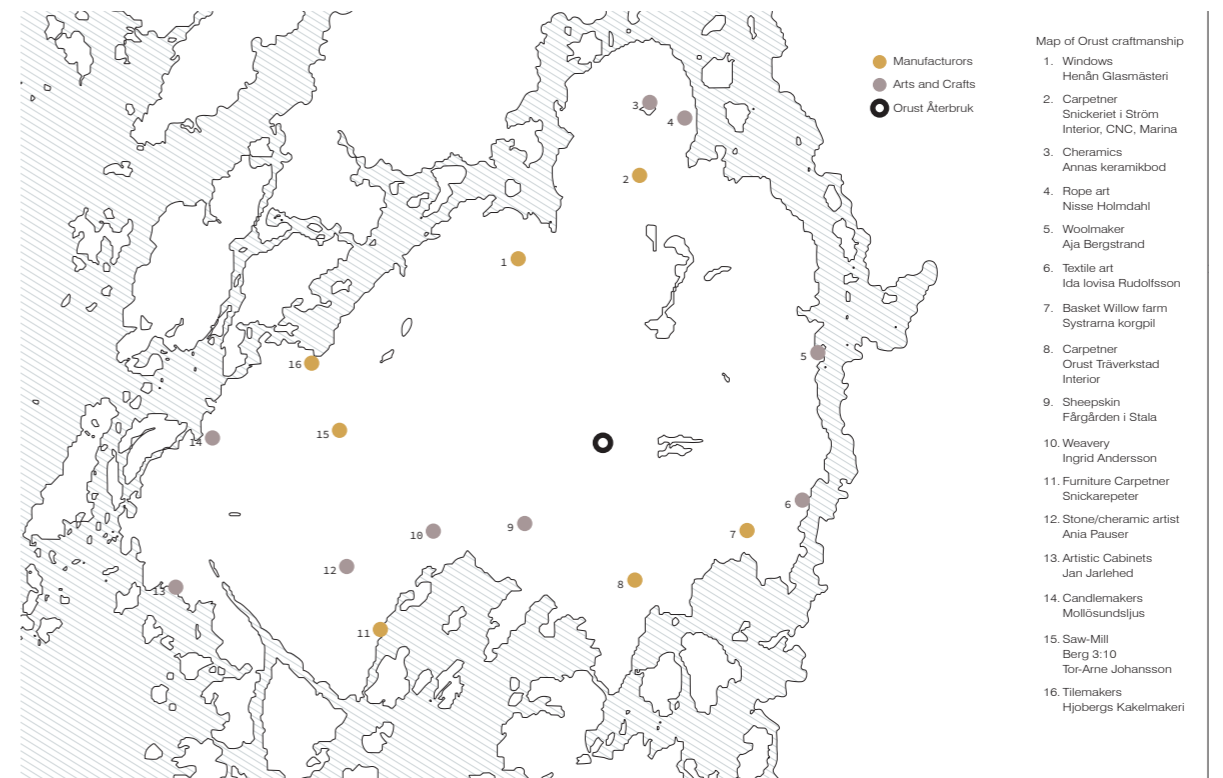 Map of Orust craftmanship
Manufacturors
Arts and Crafts
Orust Återbruk
1. Windows
Henån Glasmästeri
2. Carpetner
Snickeriet i Ström
Interior, CNC, Marina
3. Cheramics
Annas keramikbod
4. Rope art
Nisse Holmdahl
5. Woolmaker
Aja Bergstrand
6. Textile art
Ida lovisa Rudolfsson
7. Basket Willow farm
Systrarna korgpil
8. Carpetner
Orust Träverkstad
Interior
9. Sheepskin
Fårgården i Stala
10. Weavery
Ingrid Andersson
11. Furniture Carpetner
Snickarepeter
12. Stone/cheramic artist
Ania Pauser
13. Artistic Cabinets
Jan Jarlehed
14. Candlemakers
Mollösundsljus
15. Saw-Mill
Berg 3:10
Tor-Arne Johansson
16. Tilemakers
Hjobergs Kakelmakeri
3
4
2
1
5
16
15
14
6
9
10
7
12
8
13
11